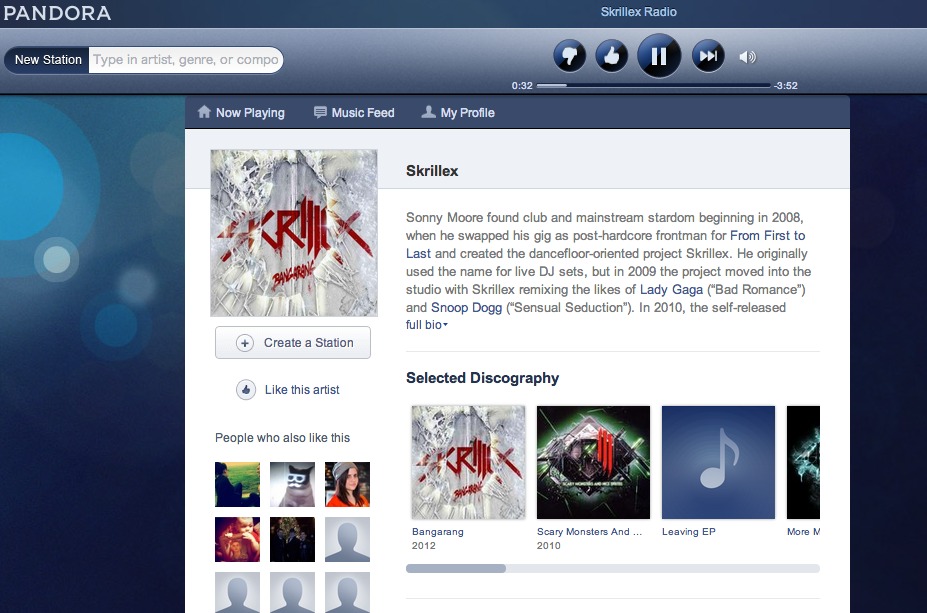 PANDORA
Skrillex Radio
New Station
Type in artist, genre, or compo
0:32
-3:52
Now Playing
Music Feed
My Profile
SKRILLEX
BANGARANG
Skrillex
Sonny Moore found club and mainstream stardom beginning in 2008,
when he swapped his gig as post-hardcore frontman for From First to
Last and created the dancefloor-oriented project Skrillex. He originally
used the name for live DJ sets, but in 2009 the project moved into the
studio with Skrillex remixing the likes of Lady Gaga (“Bad Romance”)
and Snoop Dogg (“Sensual Seduction”). In 2010, the self-released
full bio
Create a Station
Like this artist
People who also like this
Selected Discography
SKRILLEX
BANGARANG
SCARY MONSTERS AND NICE SPRITES
Bangarang
2012
Scary Monsters And ...
2010
Leaving EP
More M